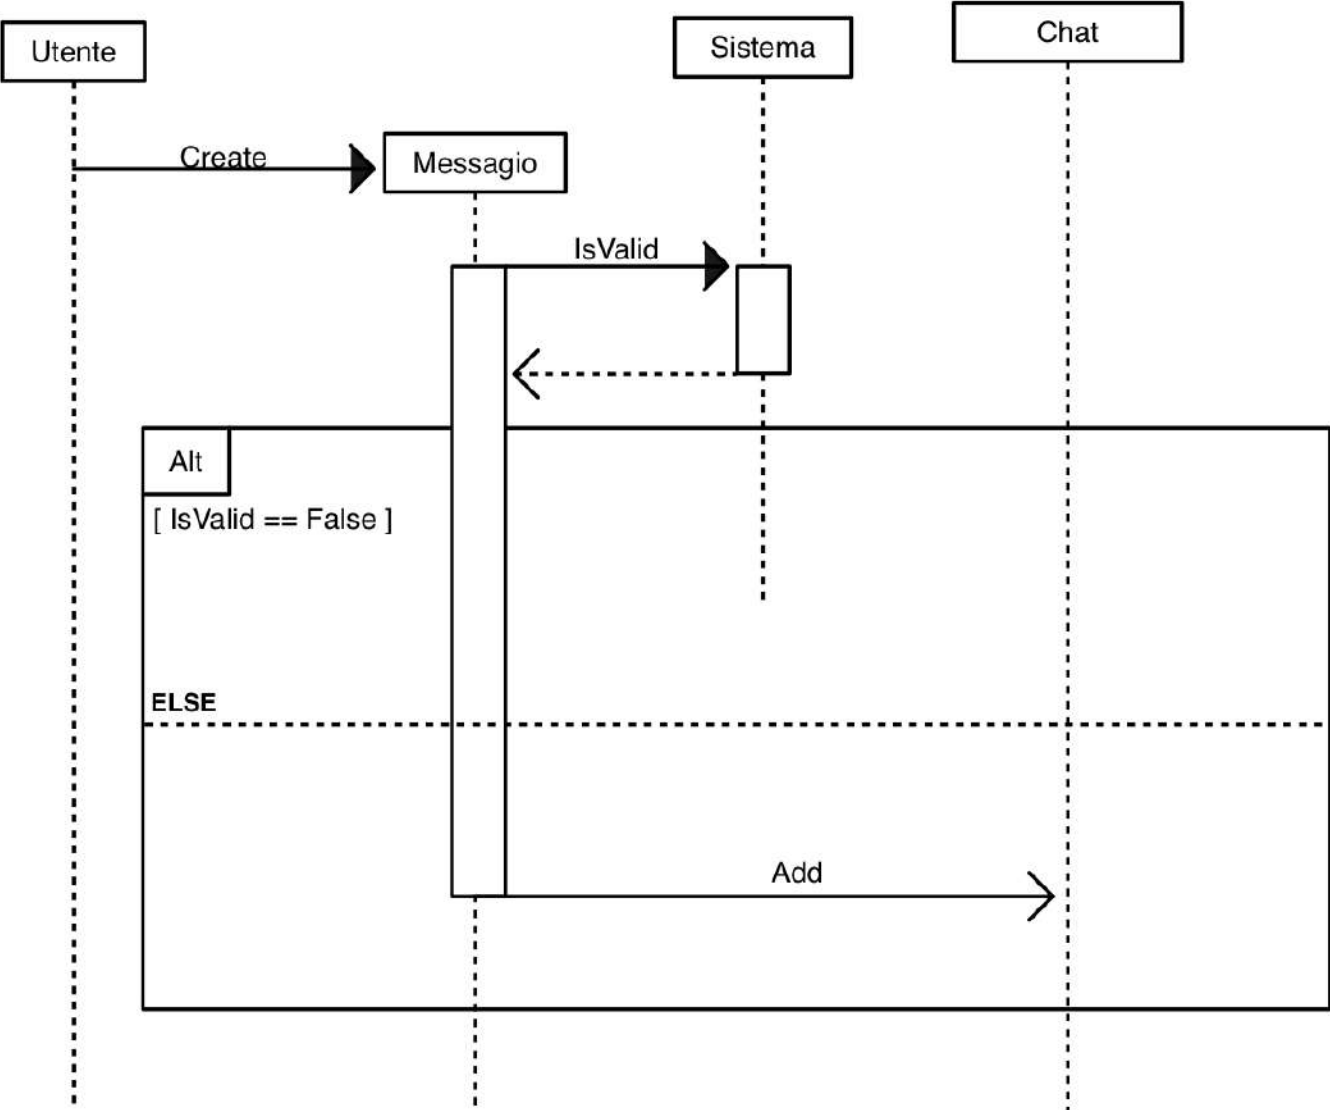 Utente
Sistema
Chat
Create
Messagio
IsValid
Alt
[ IsValid == False ]
ELSE
Add